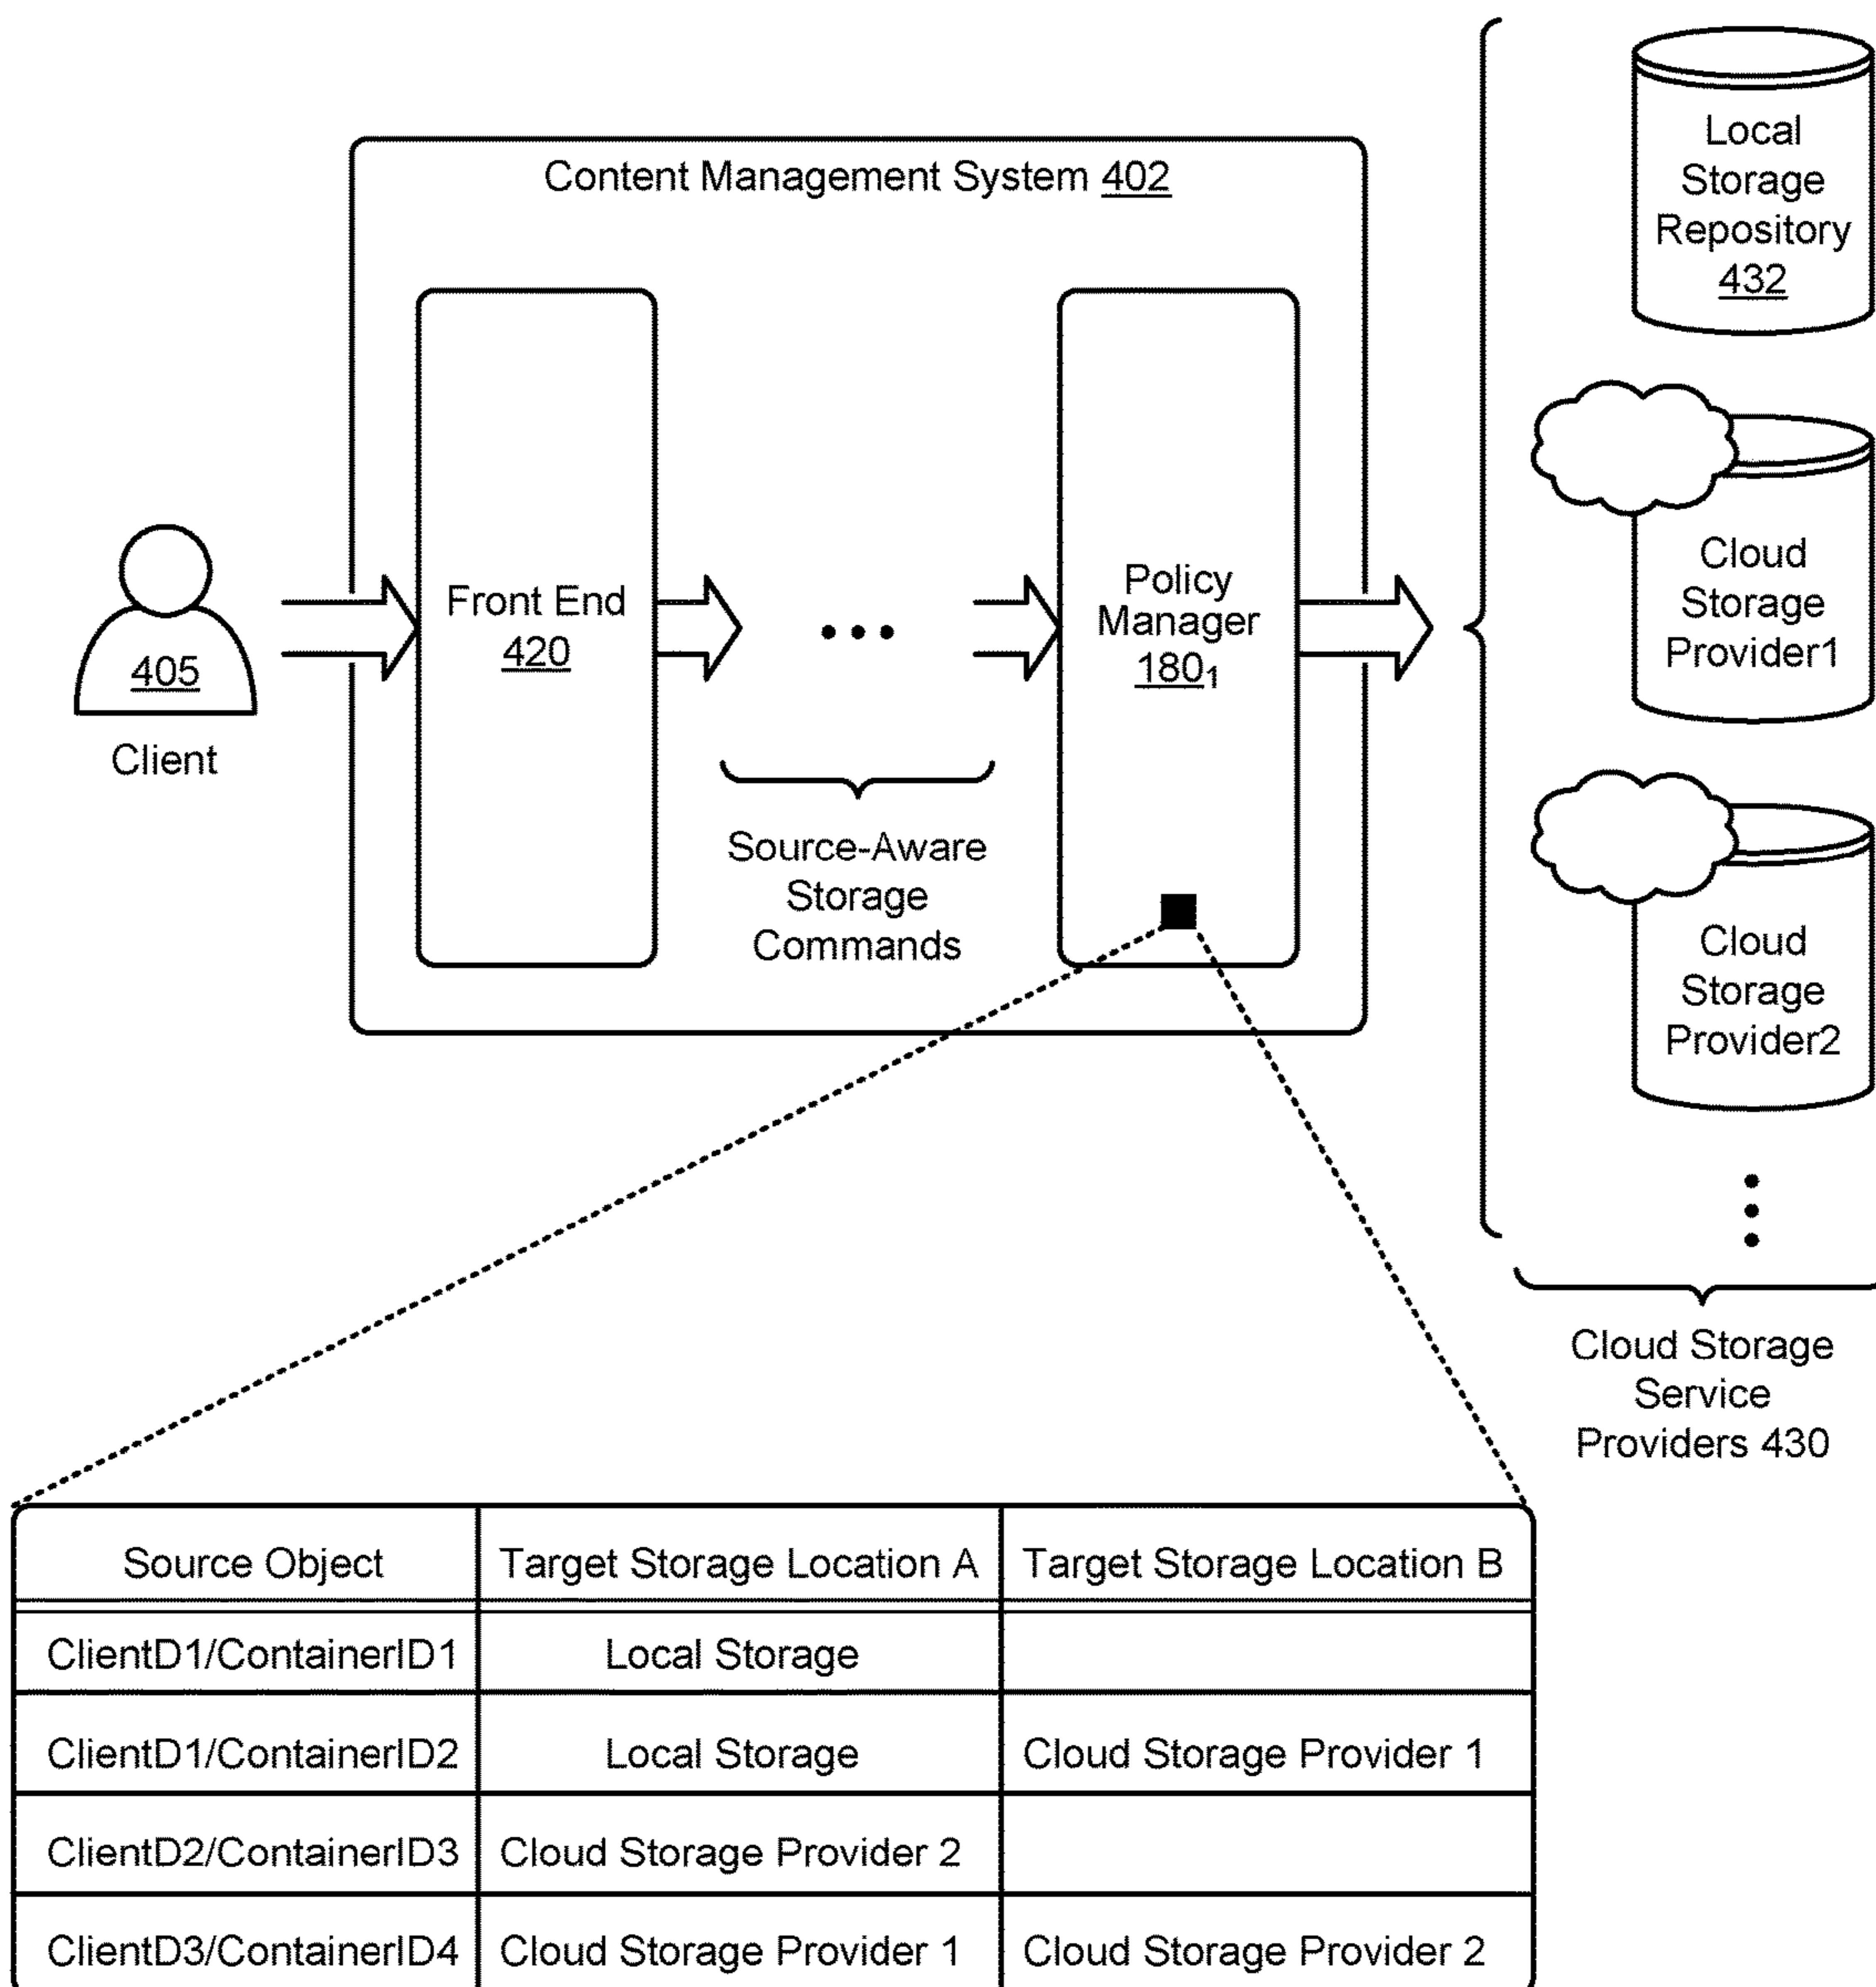 Content Management System 402
Local
Storage
Repository
432
Front End
420
Policy
Manager
180₁
405
Client
Source-Aware
Storage
Commands
Cloud
Storage
Provider1
Cloud
Storage
Provider2
Cloud Storage
Service
Providers 430
Source Object Target Storage Location A Target Storage Location B
ClientD1/ContainerID1 Local Storage
ClientD1/ContainerID2 Local Storage Cloud Storage Provider 1
ClientD2/ContainerID3 Cloud Storage Provider 2
ClientD3/ContainerID4 Cloud Storage Provider 1 Cloud Storage Provider 2